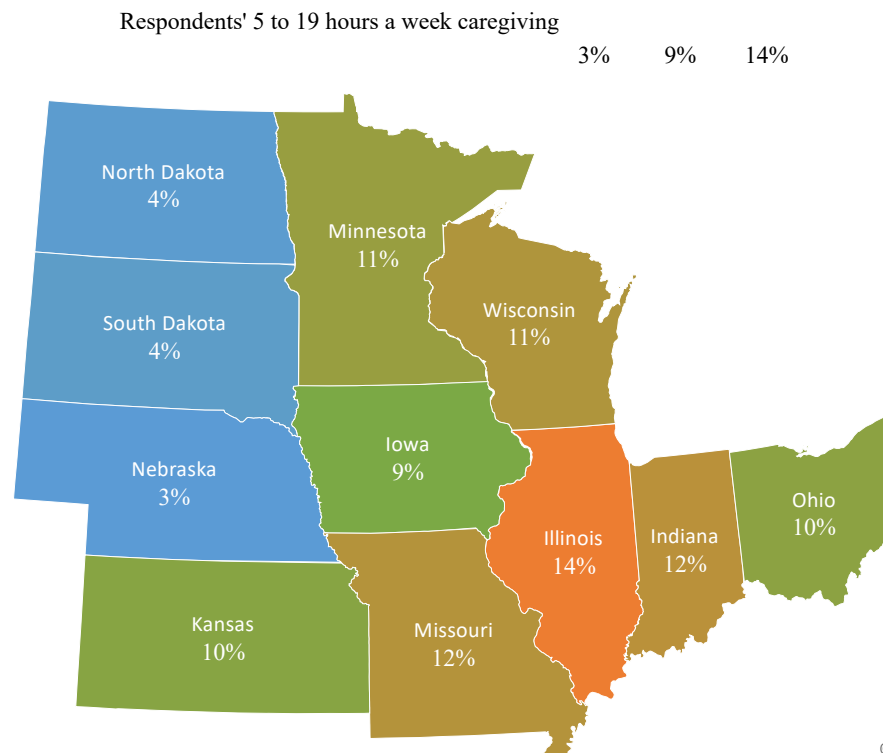 Respondents' 5 to 19 hours a week caregiving
3% 9% 14%
North Dakota
4%
Minnesota
11%
Wisconsin
11%
South Dakota
4%
Iowa
9%
Nebraska
3%
Ohio
10%
Illinois
14%
Indiana
12%
Kansas
10%
Missouri
12%